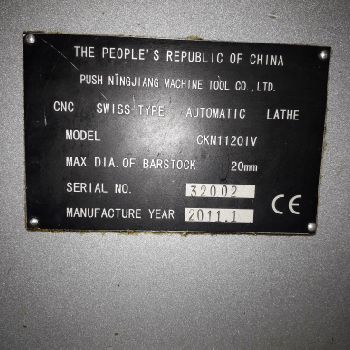 THE PEOPLE'S REPUBLIC OF CHINA
PUSH NINGJIANG MACHINE TOOL CO., LTD.
CNC SWISS-TYPE AUTOMATIC LATHE
MODEL CKN1120IV
MAX DIA. OF BARSTOCK 20mm
SERIAL NO. 32002
MANUFACTURE YEAR 2011.1
CE